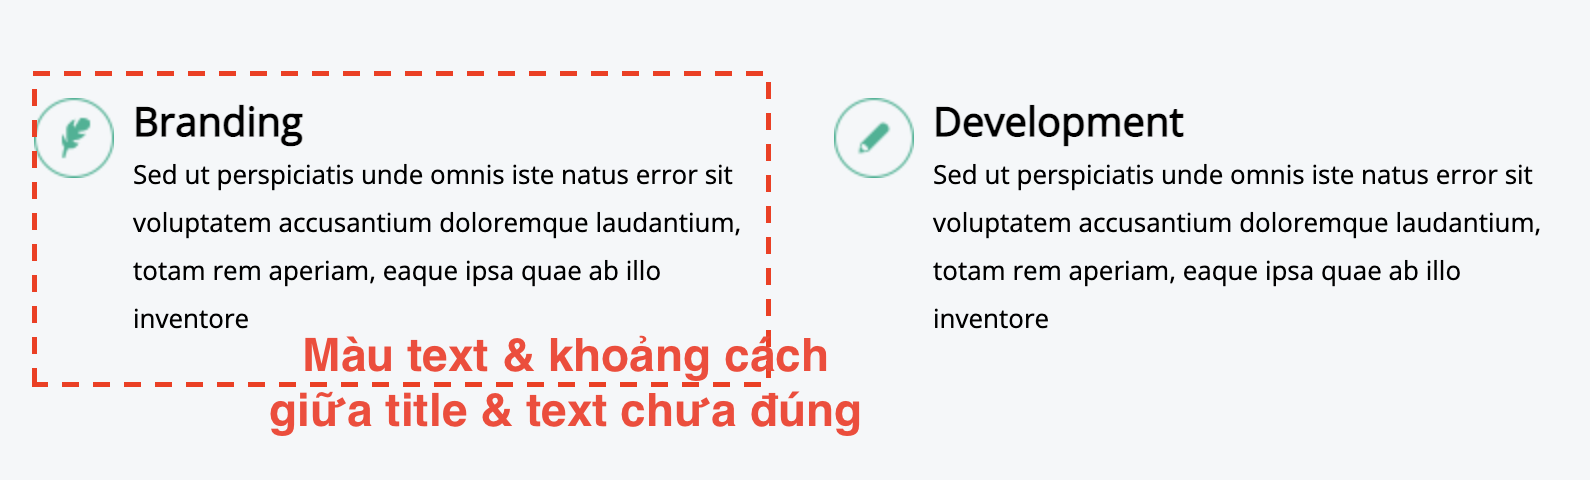 Branding
Sed ut perspiciatis unde omnis iste natus error sit
voluptatem accusantium doloremque laudantium,
totam rem aperiam, eaque ipsa quae ab illo
inventore
Development
Sed ut perspiciatis unde omnis iste natus error sit
voluptatem accusantium doloremque laudantium,
totam rem aperiam, eaque ipsa quae ab illo
inventore
Màu text & khoảng cách
giữa title & text chưa đúng